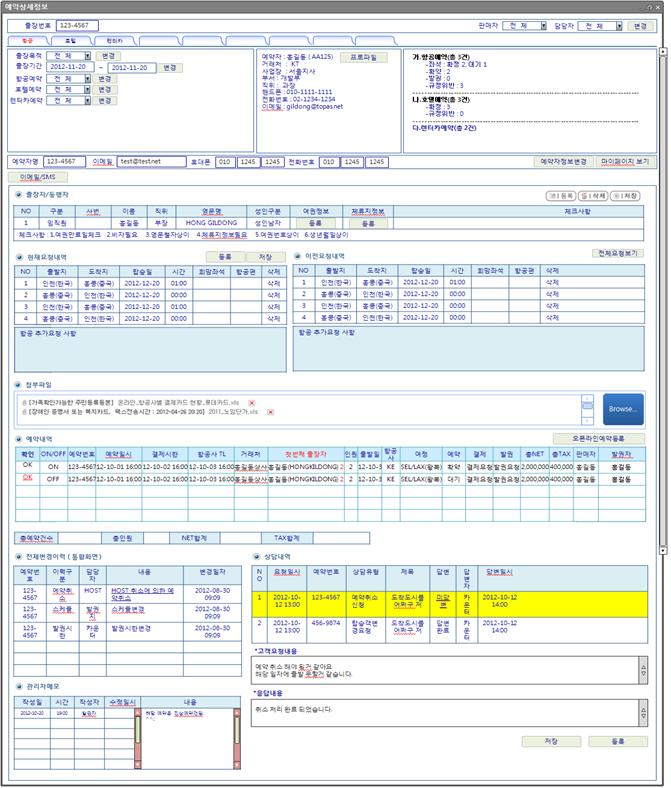 예약상세정보
출장번호 123-4567 판매자 전 체 담당자 전 체 변경
항공 호텔 렌터카
출장목적 전 체 변경
출장기간 2012-11-20 ~ 2012-11-20 변경
항공예약 전 체 변경
호텔예약 전 체 변경
렌터카예약 전 체 변경
예약자 : 홍길동 ( AA125) 프로파일
거래처 : KT
사업장 : 서울지사
부서 : 개발부
직위 : 과장
핸드폰 : 010-1111-1111
전화번호 : 02-1234-1234
이메일 : gildong@topasnet
가.항공예약(총 3건)
-좌석 : 확정 2, 대기 1
-확약 : 2
-발권 : 0
-규정위반 : 3
나.호텔예약(총 3건)
-확정 : 3
-규정위반 : 0
다.렌터카예약(총 2건)
예약자명 123-4567 이메일 test@testnet 휴대폰 010 1245 1245 전화번호 010 1245 1245 예약자정보변경 마이페이지 보기
이메일/SMS
출장자/동행자 등록 삭제 저장
NO 구분 사번 이름 직위 영문명 성인구분 여권정보 체류지정보 체크사항
1 임직원 홍길동 부장 HONG GILDONG 성인남자 등록 등록
체크사항 : 1.여권만료일체크 2.비자필요 3.영문철자상이 4.체류지정보필요 5.여권번호상이 6.생년월일상이
현재요청내역 등록 저장
NO 출발지 도착지 탑승일 시간 희망좌석 항공편 삭제
1 인천(한국) 홍콩(중국) 2012-12-20 01:00 삭제
2 인천(한국) 홍콩(중국) 2012-12-20 00:00 삭제
3 인천(한국) 홍콩(중국) 2012-12-20 01:00 삭제
4 인천(한국) 홍콩(중국) 2012-12-20 00:00 삭제
항공 추가요청 사항
이전요청내역 전체요청보기
NO 출발지 도착지 탑승일 시간 희망좌석 항공편 삭제
1 인천(한국) 홍콩(중국) 2012-12-20 01:00 삭제
2 인천(한국) 홍콩(중국) 2012-12-20 00:00 삭제
3 인천(한국) 홍콩(중국) 2012-12-20 01:00 삭제
4 인천(한국) 홍콩(중국) 2012-12-20 00:00 삭제
항공 추가요청 사항
첨부파일
[가족확인가능한 주민등록등본] 온라인_항공사별 결제카드 현황_롯데카드.xls
[장애인 증명서 또는 복지카드, 팩스전송시간 : 2012-04-26 20:20] 2011_노임단가.xls
Browse...
예약내역 오프라인예약등록
확인 ON/OFF 예약번호 예약일시 결제시한 항공사 TL 거래처 첫번째 출장자 인원 출발일 항공사 여정 예약 결제 발권 총NET 총TAX 판매자 발권자
OK ON 123-4567 12-10-01 16:00 12-10-02 16:00 12-10-03 16:00 홍길동상사 홍길동(HONGKILDONG) 2 2 12-10-3 KE SEL/LAX(왕복) 확약 결제요청 발권요청 2,000,000 400,000 홍길동 홍길동
OK OFF 123-4567 12-10-01 16:00 12-10-02 16:00 12-10-03 16:00 홍길동상사 홍길동(HONGKILDONG) 2 2 12-10-3 KE SEL/LAX(왕복) 대기 결제요청 발권요청 2,000,000 400,000 홍길동 홍길동
총예약건수 총인원 NET합계 TAX합계
전체변경이력 ( 통합화면 )
예약번호 이력구분 담당자 내용 변경일자
123-4567 예약취소 HOST HOST 취소에 의한 예약취소 2012-08-30 09:09
123-4567 스케쥴 발권지 스케쥴변경 2012-08-30 09:09
123-4567 발권시한 카운터 발권시한변경 2012-08-30 09:09
상담내역
NO 요청일시 예약번호 상담유형 제목 답변 답변자 답변일시
1 2012-10-12 13:00 123-4567 예약취소신청 도착도시를 어쩌구 저 미답변 카운터 2012-10-12 14:00
2 2012-10-12 13:00 456-9874 탑승객변경요청 도착도시를 어쩌구 저 답변완료 카운터 2012-10-12 14:00
*고객요청내용
예약 취소 해야 될거 같아요
해당 일자에 출발 못할거 같습니다.
*응답내용
취소 처리 완료 되었습니다.
저장 등록
관리자메모
작성일 시간 작성자 수정일시 내용
2012-10-20 19:00 발권자